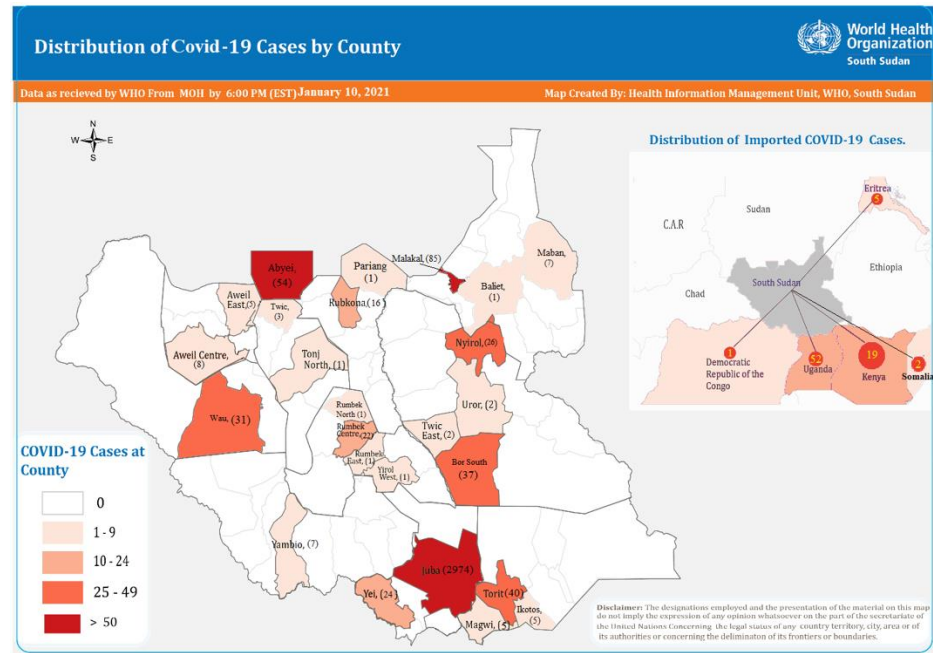 Distribution of Covid-19 Cases by County
World Health
Organization
South Sudan
Data as recieved by WHO From MOH by 6:00 PM (EST) January 10, 2021
Map Created By: Health Information Management Unit, WHO, South Sudan
N
W E
S
Distribution of Imported COVID-19 Cases.
Eritrea
5
Sudan
C.A.R
Ethiopia
South Sudan
Chad
1
Democratic
Republic of the
Congo
52
Uganda
19
Kenya
2
Somalia
Abyei,
(54)
Pariang
(1)
Malakal, (85)
Maban,
(7)
Baliet,
(1)
Aweil
East,
Twic,
(3)
Rubkona,(16)
Nyirol, (26)
Aweil Centre,
(8)
Tonj
North, (1)
Wau, (31)
Rumbek
North (1)
Rumbek
Centre,(22)
Rumbek
East, (1)
Yirol
West, (1)
Uror, (2)
Twic
East, (2)
Bor South
(37)
Yambio, (7)
Juba (2974)
Yei, (24)
Torit (40)
Ikotos,
(5)
Magwi, (5)
COVID-19 Cases at
County
0
1 - 9
10 - 24
25 - 49
> 50
Disclaimer: The designations employed and the presentation of the material on this map
do not imply the expression of any opinion whatsoever on the part of the secretariate of
the United Nations Concerning the legal status of any country territory, city, area or of
its authorities or concerning the deliminaton of its frontiers or boundaries.